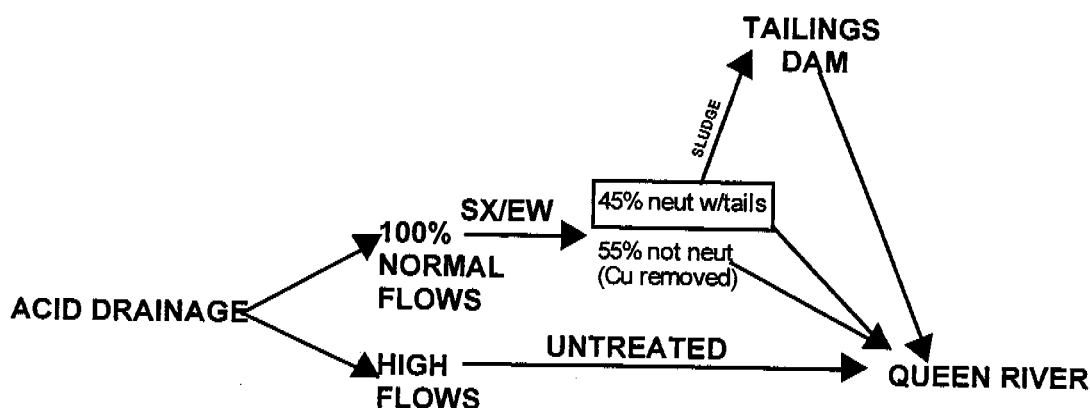 TAILINGS
DAM
SLUDGE
45% neut w/tails
SX/EW
100%
NORMAL
FLOWS
55% not neut
(Cu removed)
ACID DRAINAGE
UNTREATED
HIGH
FLOWS
QUEEN RIVER